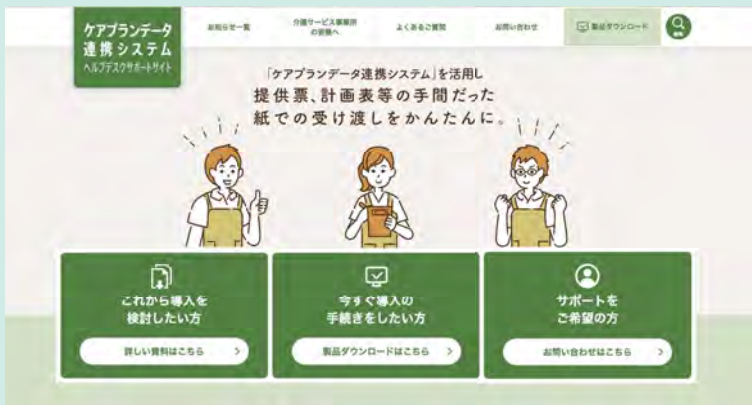 ケアプランデータ
連携システム
ヘルプデスクサポートサイト
お知らせ一覧
介護サービス事業所
の皆様へ
よくあるご質問
お問い合わせ
製品ダウンロード
検索
「ケアプランデータ連携システム」を活用し
提供票、計画表等の手間だった
紙での受け渡しをかんたんに。
これから導入を
検討したい方
詳しい資料はこちら
今すぐ導入の
手続きをしたい方
製品ダウンロードはこちら
サポートを
ご希望の方
お問い合わせはこちら